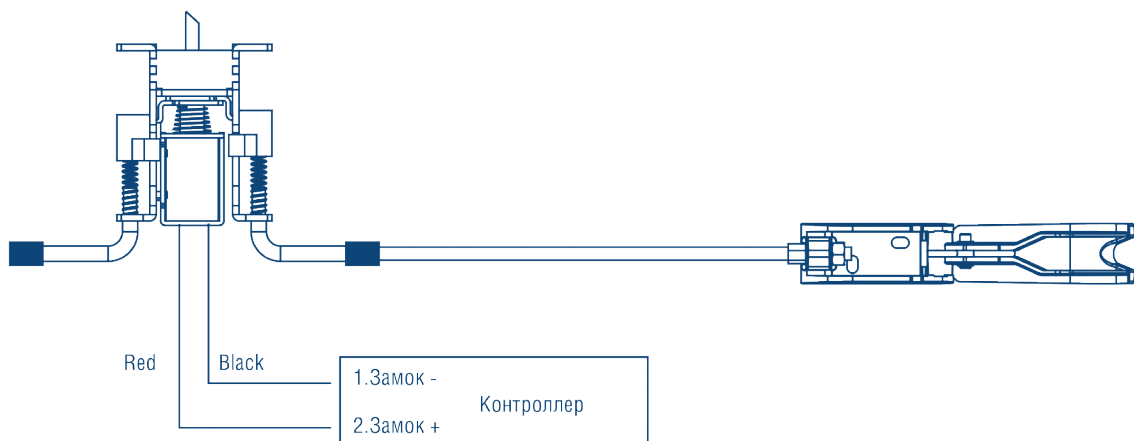 Red
Black
1.Замок -
Контроллер
2.Замок +